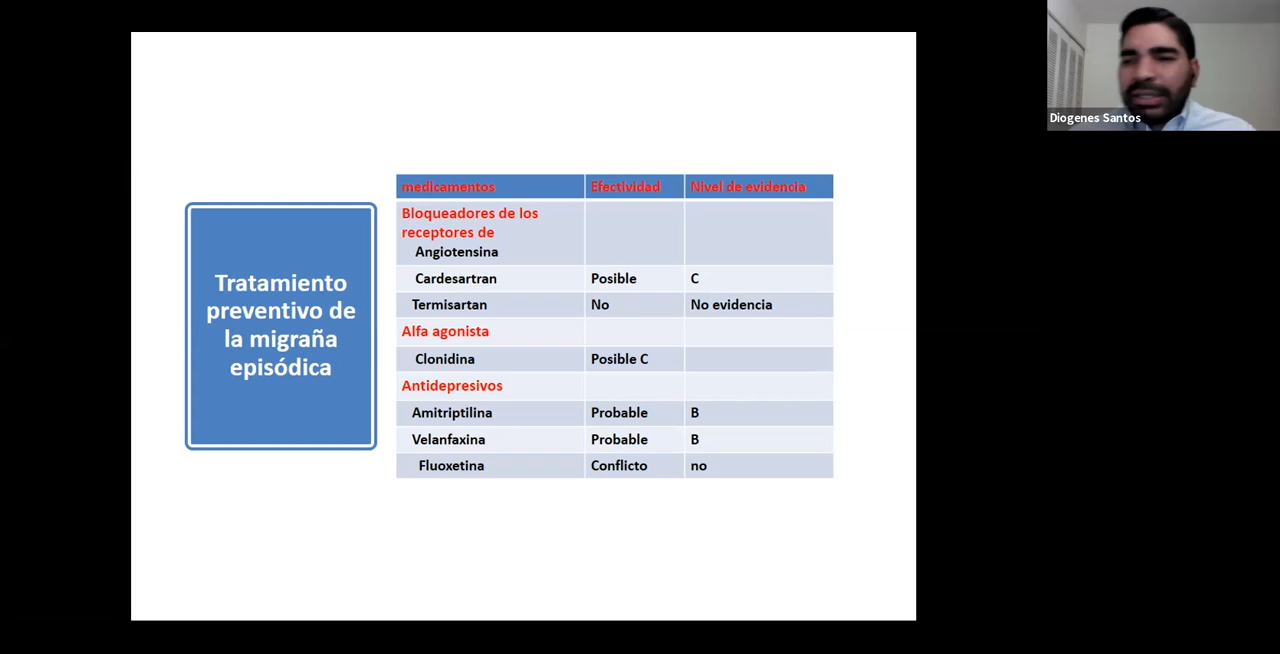 Diogenes Santos
Tratamiento
preventivo de
la migraña
episódica
medicamentos Efectividad Nivel de evidencia
Bloqueadores de los
receptores de
Angiotensina
Cardesartran Posible C
Termisartan No No evidencia
Alfa agonista
Clonidina Posible C
Antidepresivos
Amitriptilina Probable B
Velanfaxina Probable B
Fluoxetina Conflicto no